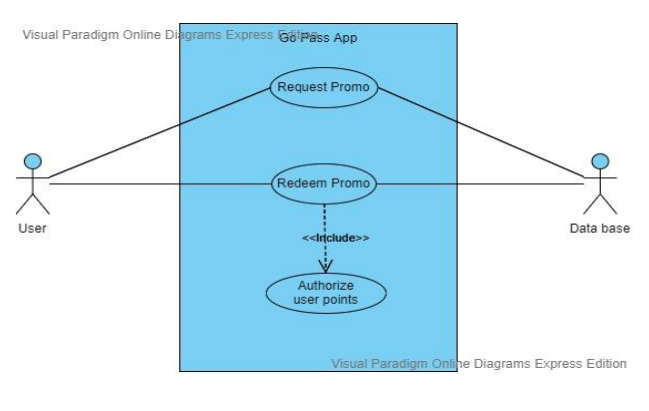 Visual Paradigm Online Diagrams Express Edition
Go Pass App
Request Promo
Redeem Promo
User
Data base
<<Include>>
Authorize
user points
Visual Paradigm Online Diagrams Express Edition